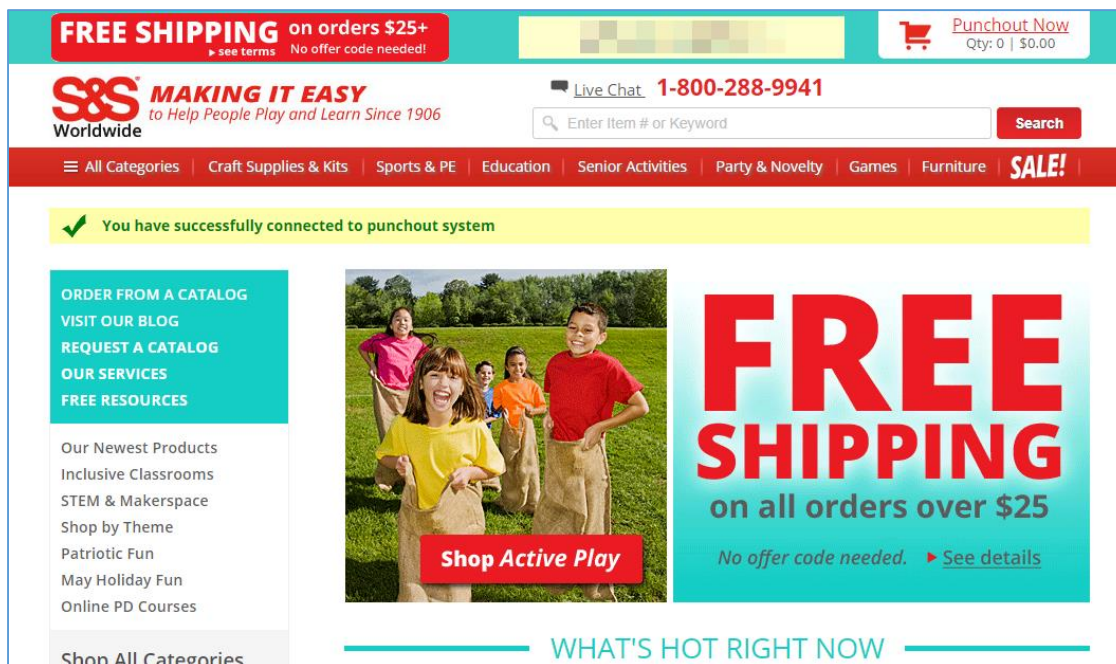 FREE SHIPPING on orders $25+
▸ see terms No offer code needed!
Punchout Now
Qty: 0 | $0.00
S&S
Worldwide
MAKING IT EASY
to Help People Play and Learn Since 1906
Live Chat 1-800-288-9941
Enter Item # or Keyword
Search
All Categories | Craft Supplies & Kits | Sports & PE | Education | Senior Activities | Party & Novelty | Games | Furniture | SALE!
You have successfully connected to punchout system
ORDER FROM A CATALOG
VISIT OUR BLOG
REQUEST A CATALOG
OUR SERVICES
FREE RESOURCES
Our Newest Products
Inclusive Classrooms
STEM & Makerspace
Shop by Theme
Patriotic Fun
May Holiday Fun
Online PD Courses
Shop All Categories
Shop Active Play
FREE
SHIPPING
on all orders over $25
No offer code needed. ▸ See details
WHAT'S HOT RIGHT NOW